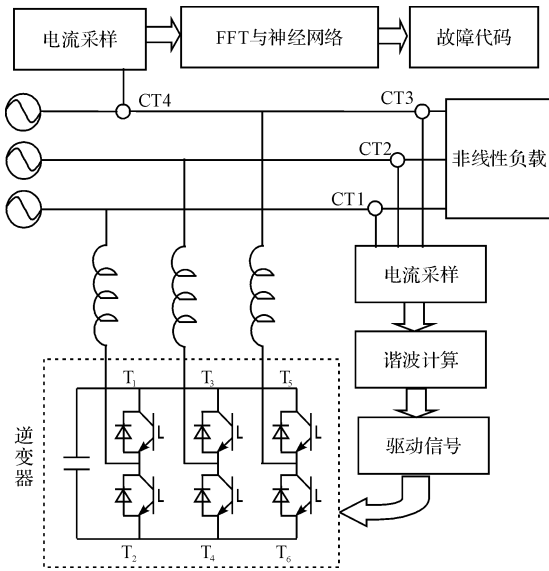 电流采样
FFT与神经网络
故障代码
CT4
CT3
CT2
非线性负载
CT1
电流采样
谐波计算
T1
T3
T5
驱动信号
逆变器
L
L
L
L
L
L
T2
T4
T6